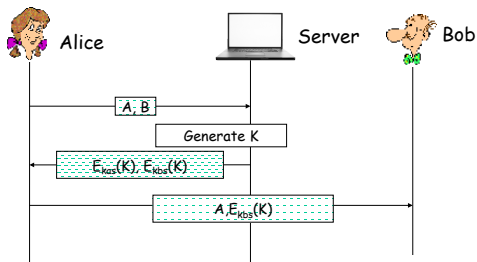 Alice
Server
Bob
A, B
Generate K
Ekas(K), Ekbs(K)
A,Ekbs(K)